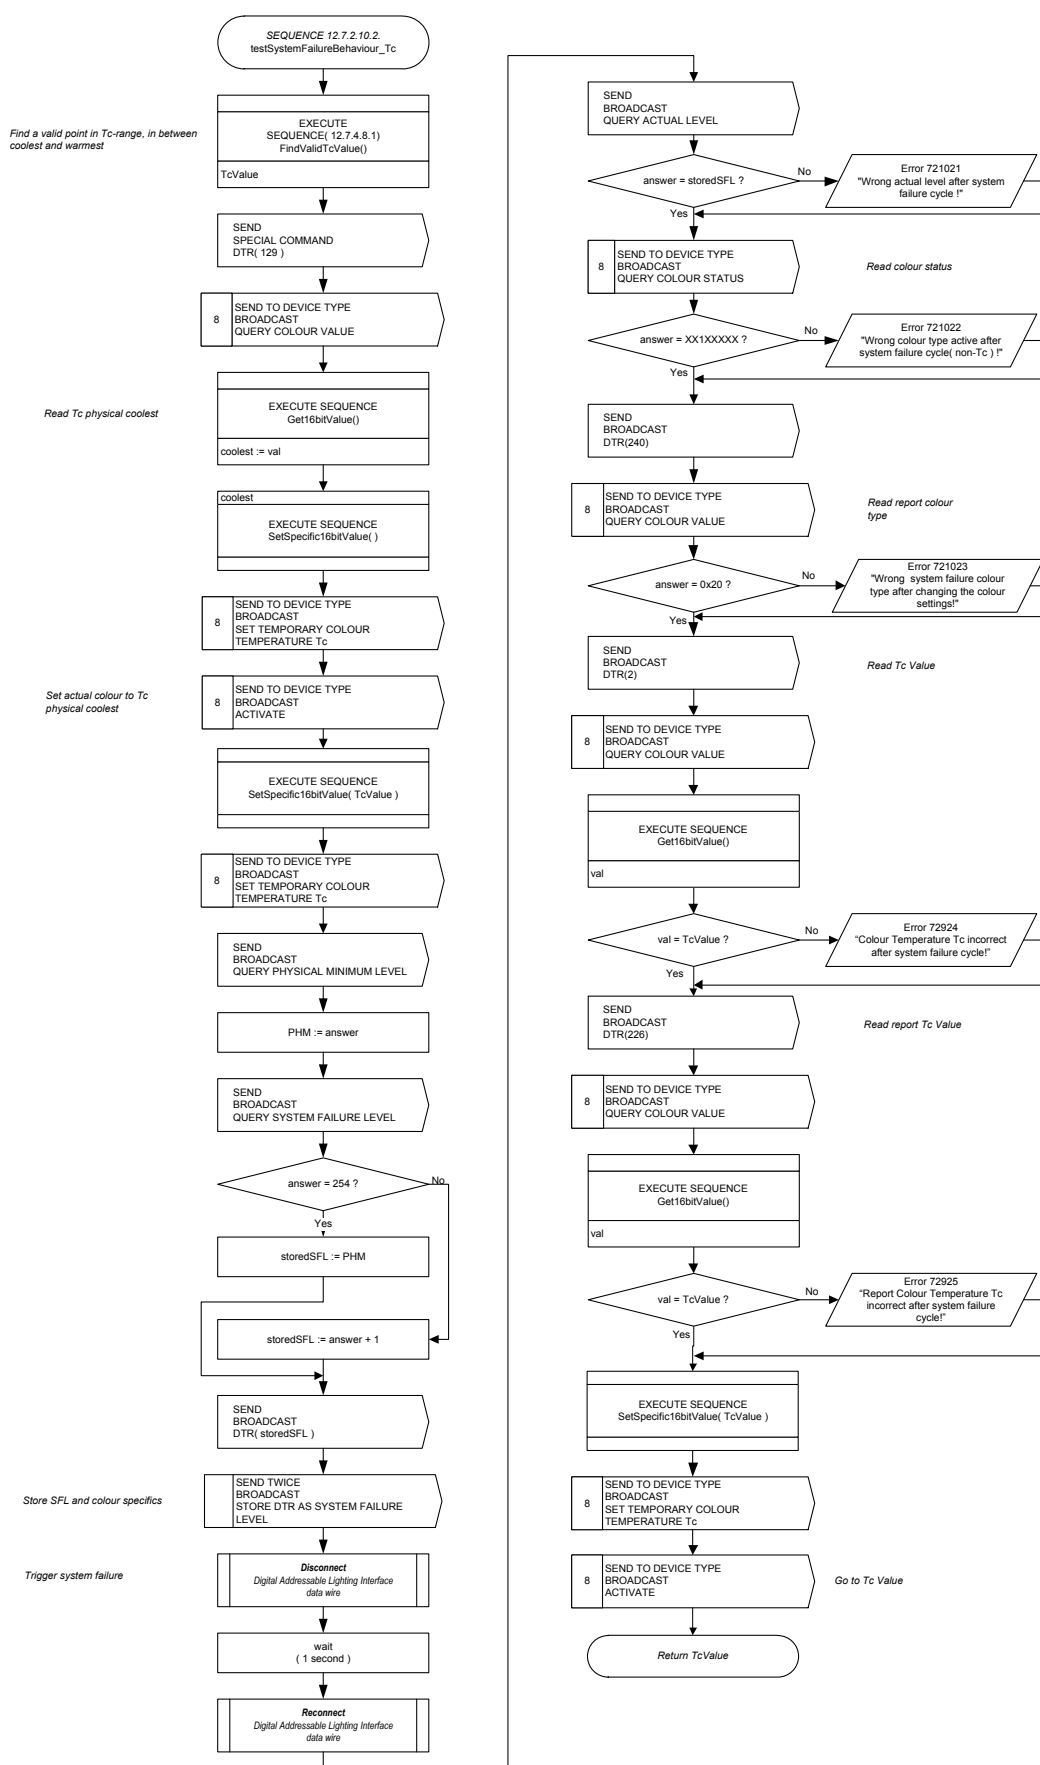 SEQUENCE 12.7.2.10.2.
testSystemFailureBehaviour_Tc
Find a valid point in Tc-range, in between
coolest and warmest
EXECUTE
SEQUENCE( 12.7.4.8.1)
FindValidTcValue()
TcValue
SEND
SPECIAL COMMAND
DTR( 129 )
8
SEND TO DEVICE TYPE
BROADCAST
QUERY COLOUR VALUE
Read Tc physical coolest
EXECUTE SEQUENCE
Get16bitValue()
coolest := val
coolest
EXECUTE SEQUENCE
SetSpecific16bitValue( )
8
SEND TO DEVICE TYPE
BROADCAST
SET TEMPORARY COLOUR
TEMPERATURE Tc
Set actual colour to Tc
physical coolest
8
SEND TO DEVICE TYPE
BROADCAST
ACTIVATE
EXECUTE SEQUENCE
SetSpecific16bitValue( TcValue )
8
SEND TO DEVICE TYPE
BROADCAST
SET TEMPORARY COLOUR
TEMPERATURE Tc
SEND
BROADCAST
QUERY PHYSICAL MINIMUM LEVEL
PHM := answer
SEND
BROADCAST
QUERY SYSTEM FAILURE LEVEL
answer = 254 ?
No
Yes
storedSFL := PHM
storedSFL := answer + 1
SEND
BROADCAST
DTR( storedSFL )
Store SFL and colour specifics
SEND TWICE
BROADCAST
STORE DTR AS SYSTEM FAILURE
LEVEL
Trigger system failure
Disconnect
Digital Addressable Lighting Interface
data wire
wait
( 1 second )
Reconnect
Digital Addressable Lighting Interface
data wire
SEND
BROADCAST
QUERY ACTUAL LEVEL
answer = storedSFL ?
No
Error 721021
"Wrong actual level after system
failure cycle !"
Yes
8
SEND TO DEVICE TYPE
BROADCAST
QUERY COLOUR STATUS
Read colour status
answer = XX1XXXXX ?
No
Error 721022
"Wrong colour type active after
system failure cycle( non-Tc ) !"
Yes
SEND
BROADCAST
DTR(240)
8
SEND TO DEVICE TYPE
BROADCAST
QUERY COLOUR VALUE
Read report colour
type
answer = 0x20 ?
No
Error 721023
"Wrong system failure colour
type after changing the colour
settings!"
Yes
SEND
BROADCAST
DTR(2)
Read Tc Value
8
SEND TO DEVICE TYPE
BROADCAST
QUERY COLOUR VALUE
EXECUTE SEQUENCE
Get16bitValue()
val
val = TcValue ?
No
Error 72924
“Colour Temperature Tc incorrect
after system failure cycle!”
Yes
SEND
BROADCAST
DTR(226)
Read report Tc Value
8
SEND TO DEVICE TYPE
BROADCAST
QUERY COLOUR VALUE
EXECUTE SEQUENCE
Get16bitValue()
val
val = TcValue ?
No
Error 72925
“Report Colour Temperature Tc
incorrect after system failure
cycle!”
Yes
EXECUTE SEQUENCE
SetSpecific16bitValue( TcValue )
8
SEND TO DEVICE TYPE
BROADCAST
SET TEMPORARY COLOUR
TEMPERATURE Tc
8
SEND TO DEVICE TYPE
BROADCAST
ACTIVATE
Go to Tc Value
Return TcValue